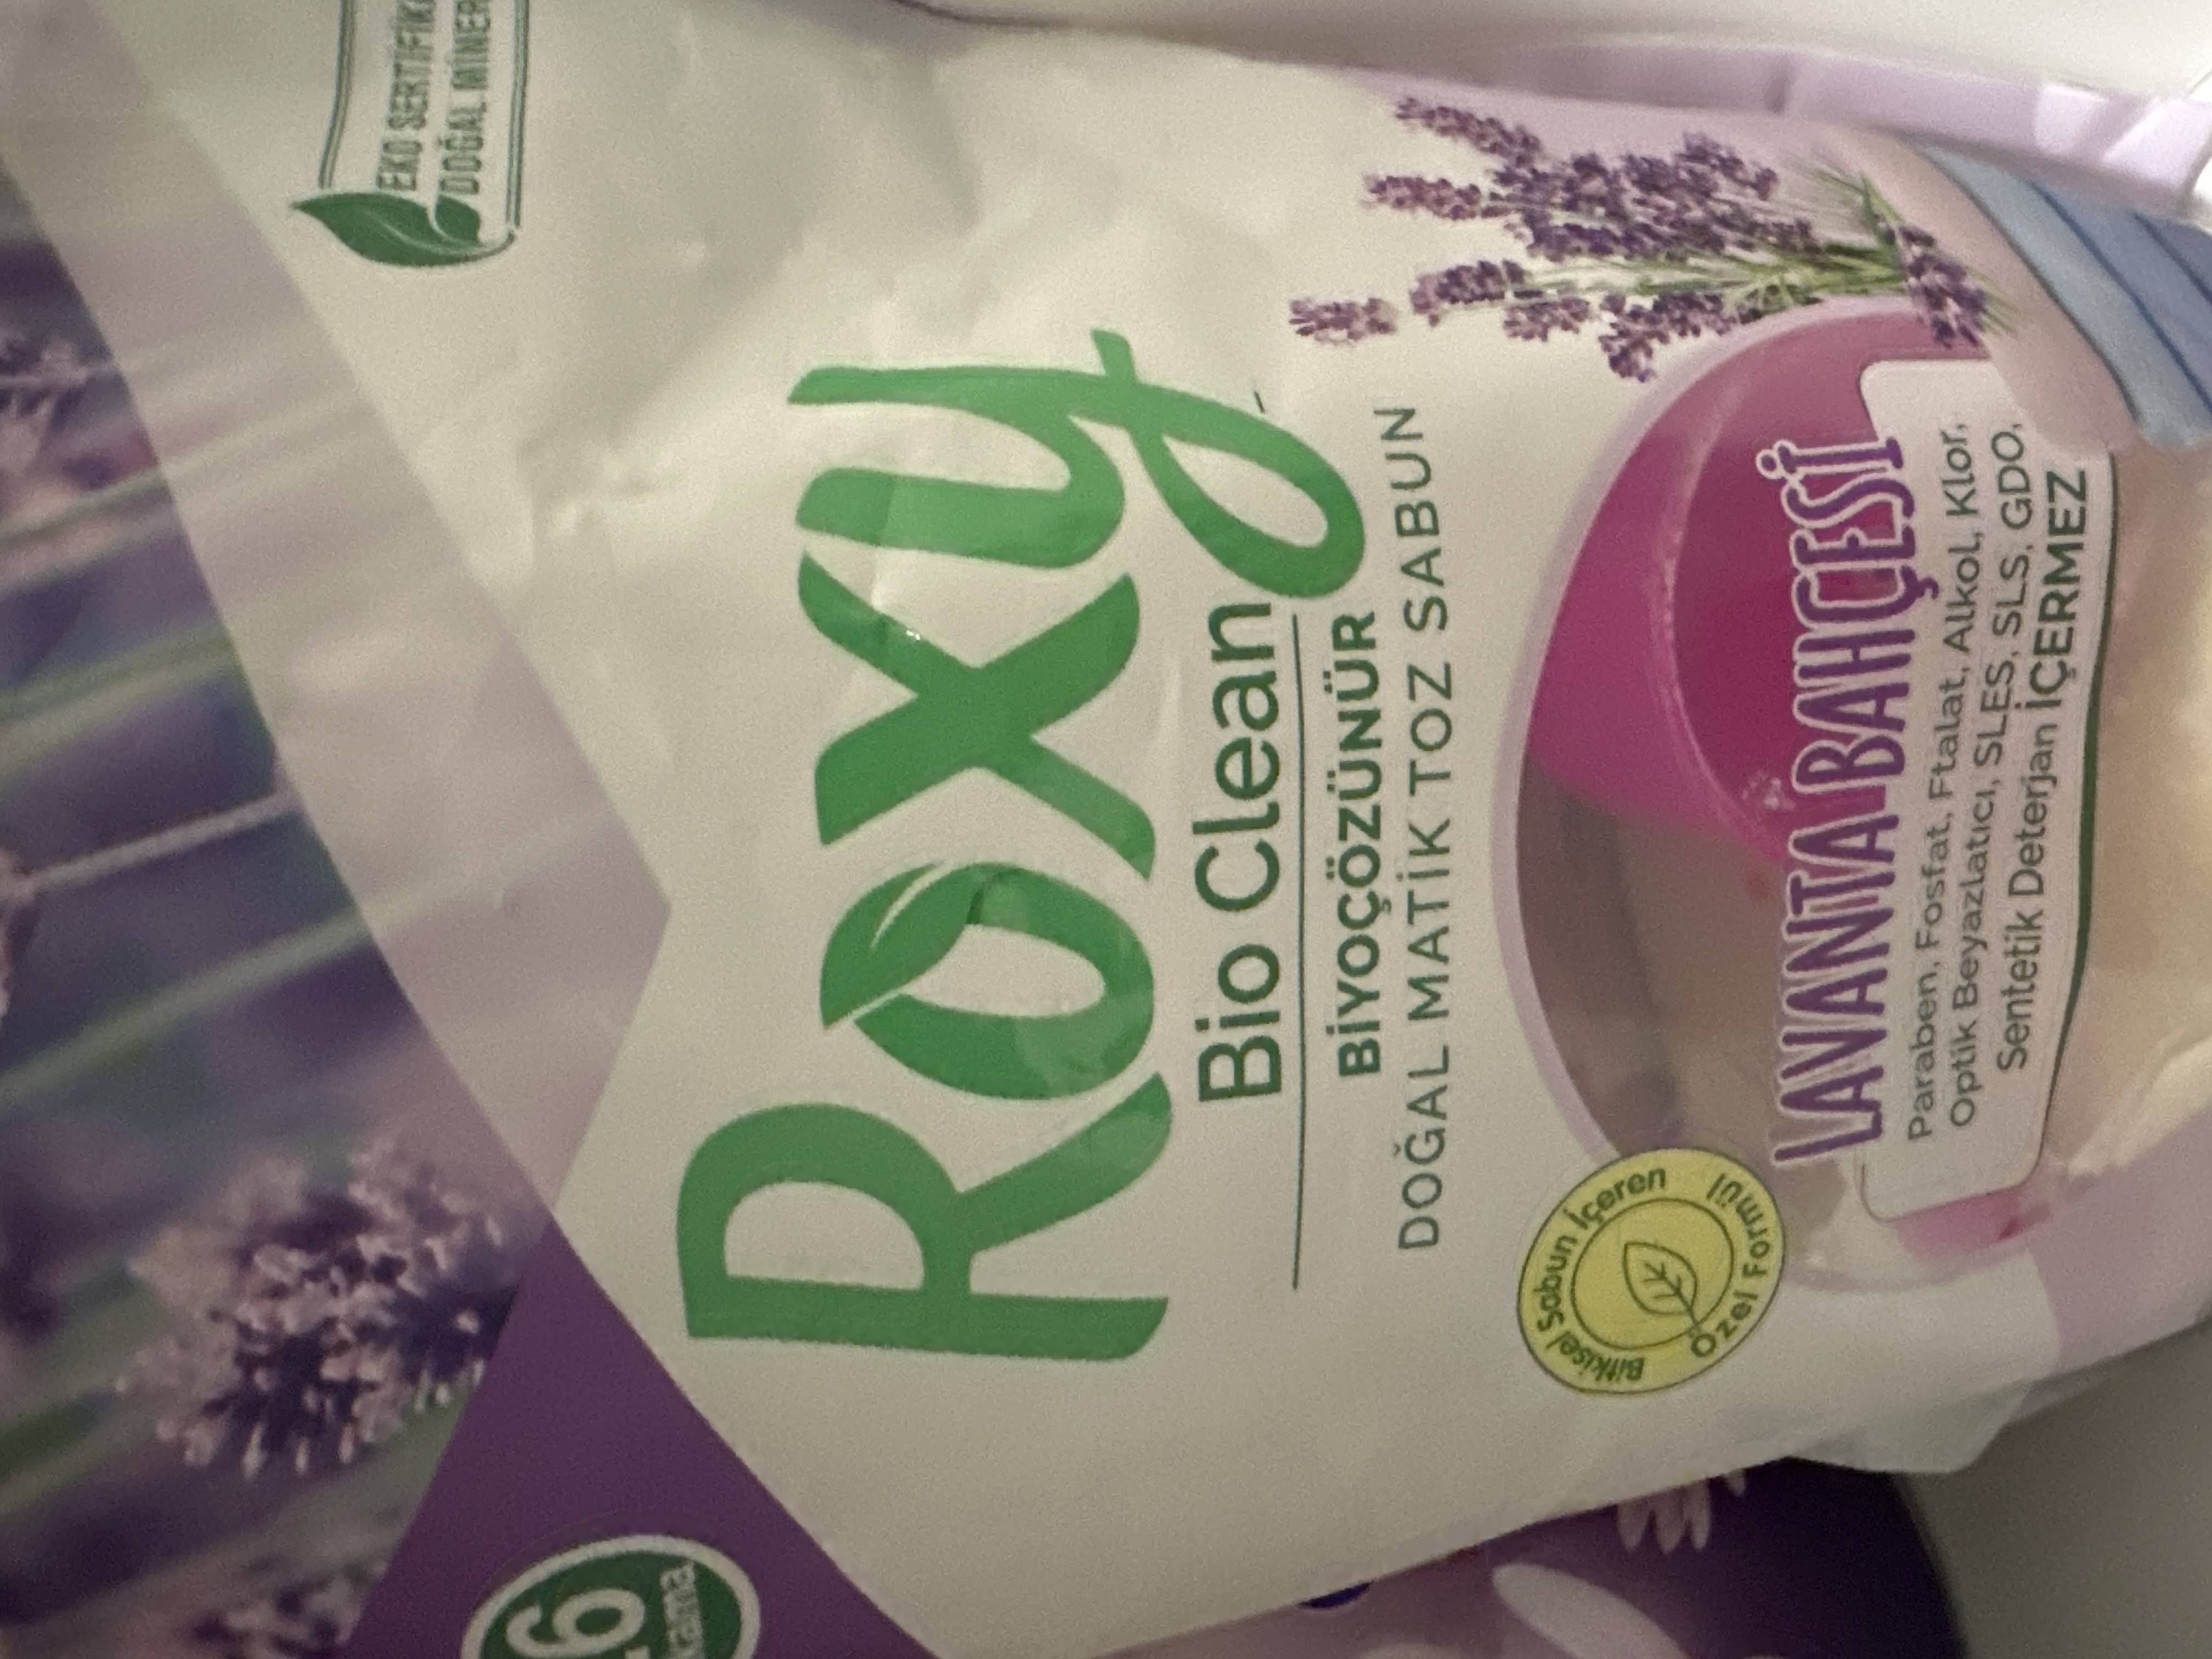 EKO SERTİFİKA
DOĞAL MİNER
Roxy
Bio Clean
BİYOÇÖZÜNÜR
DOĞAL MATİK TOZ SABUN
Bitkisel Sabun İçeren
Özel Formül
LAVANTA BAHÇESİ
Paraben, Fosfat, Ftalat, Alkol, Klor,
Optik Beyazlatıcı, SLES, SLS, GDO,
Sentetik Deterjan İÇERMEZ